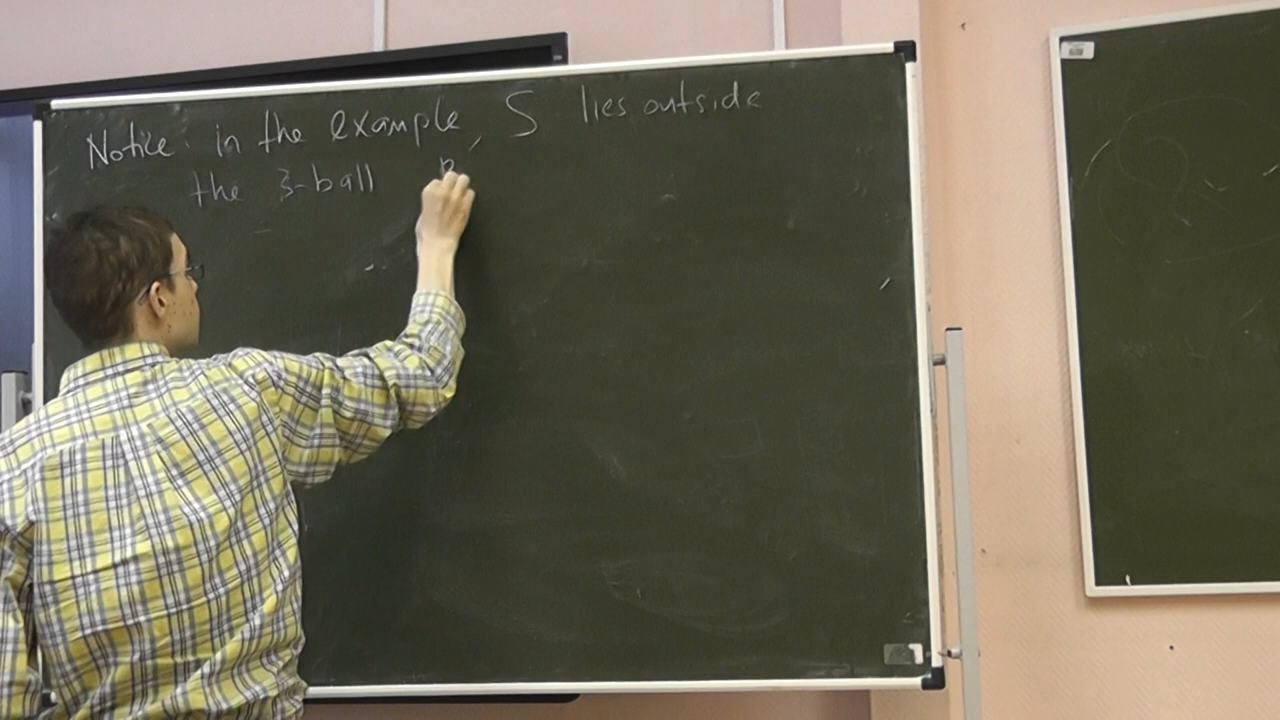 Notice: in the example, S lies outside
the 3-ball B